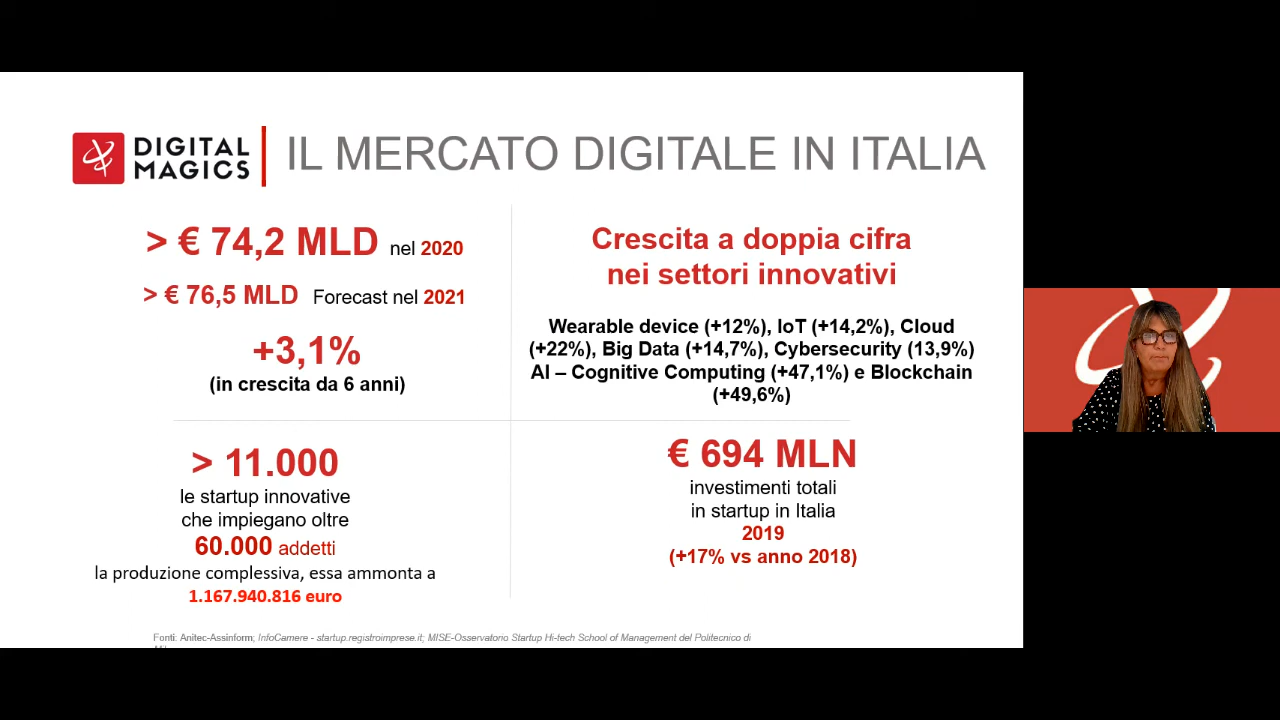 DIGITAL
MAGICS
IL MERCATO DIGITALE IN ITALIA
> € 74,2 MLD nel 2020
> € 76,5 MLD Forecast nel 2021
+3,1%
(in crescita da 6 anni)
Crescita a doppia cifra
nei settori innovativi
Wearable device (+12%), IoT (+14,2%), Cloud
(+22%), Big Data (+14,7%), Cybersecurity (13,9%)
AI – Cognitive Computing (+47,1%) e Blockchain
(+49,6%)
> 11.000
le startup innovative
che impiegano oltre
60.000 addetti
la produzione complessiva, essa ammonta a
1.167.940.816 euro
€ 694 MLN
investimenti totali
in startup in Italia
2019
(+17% vs anno 2018)
Fonti: Anitec-Assinform; InfoCamere - startup.registroimprese.it; MISE-Osservatorio Startup Hi-tech School of Management del Politecnico di